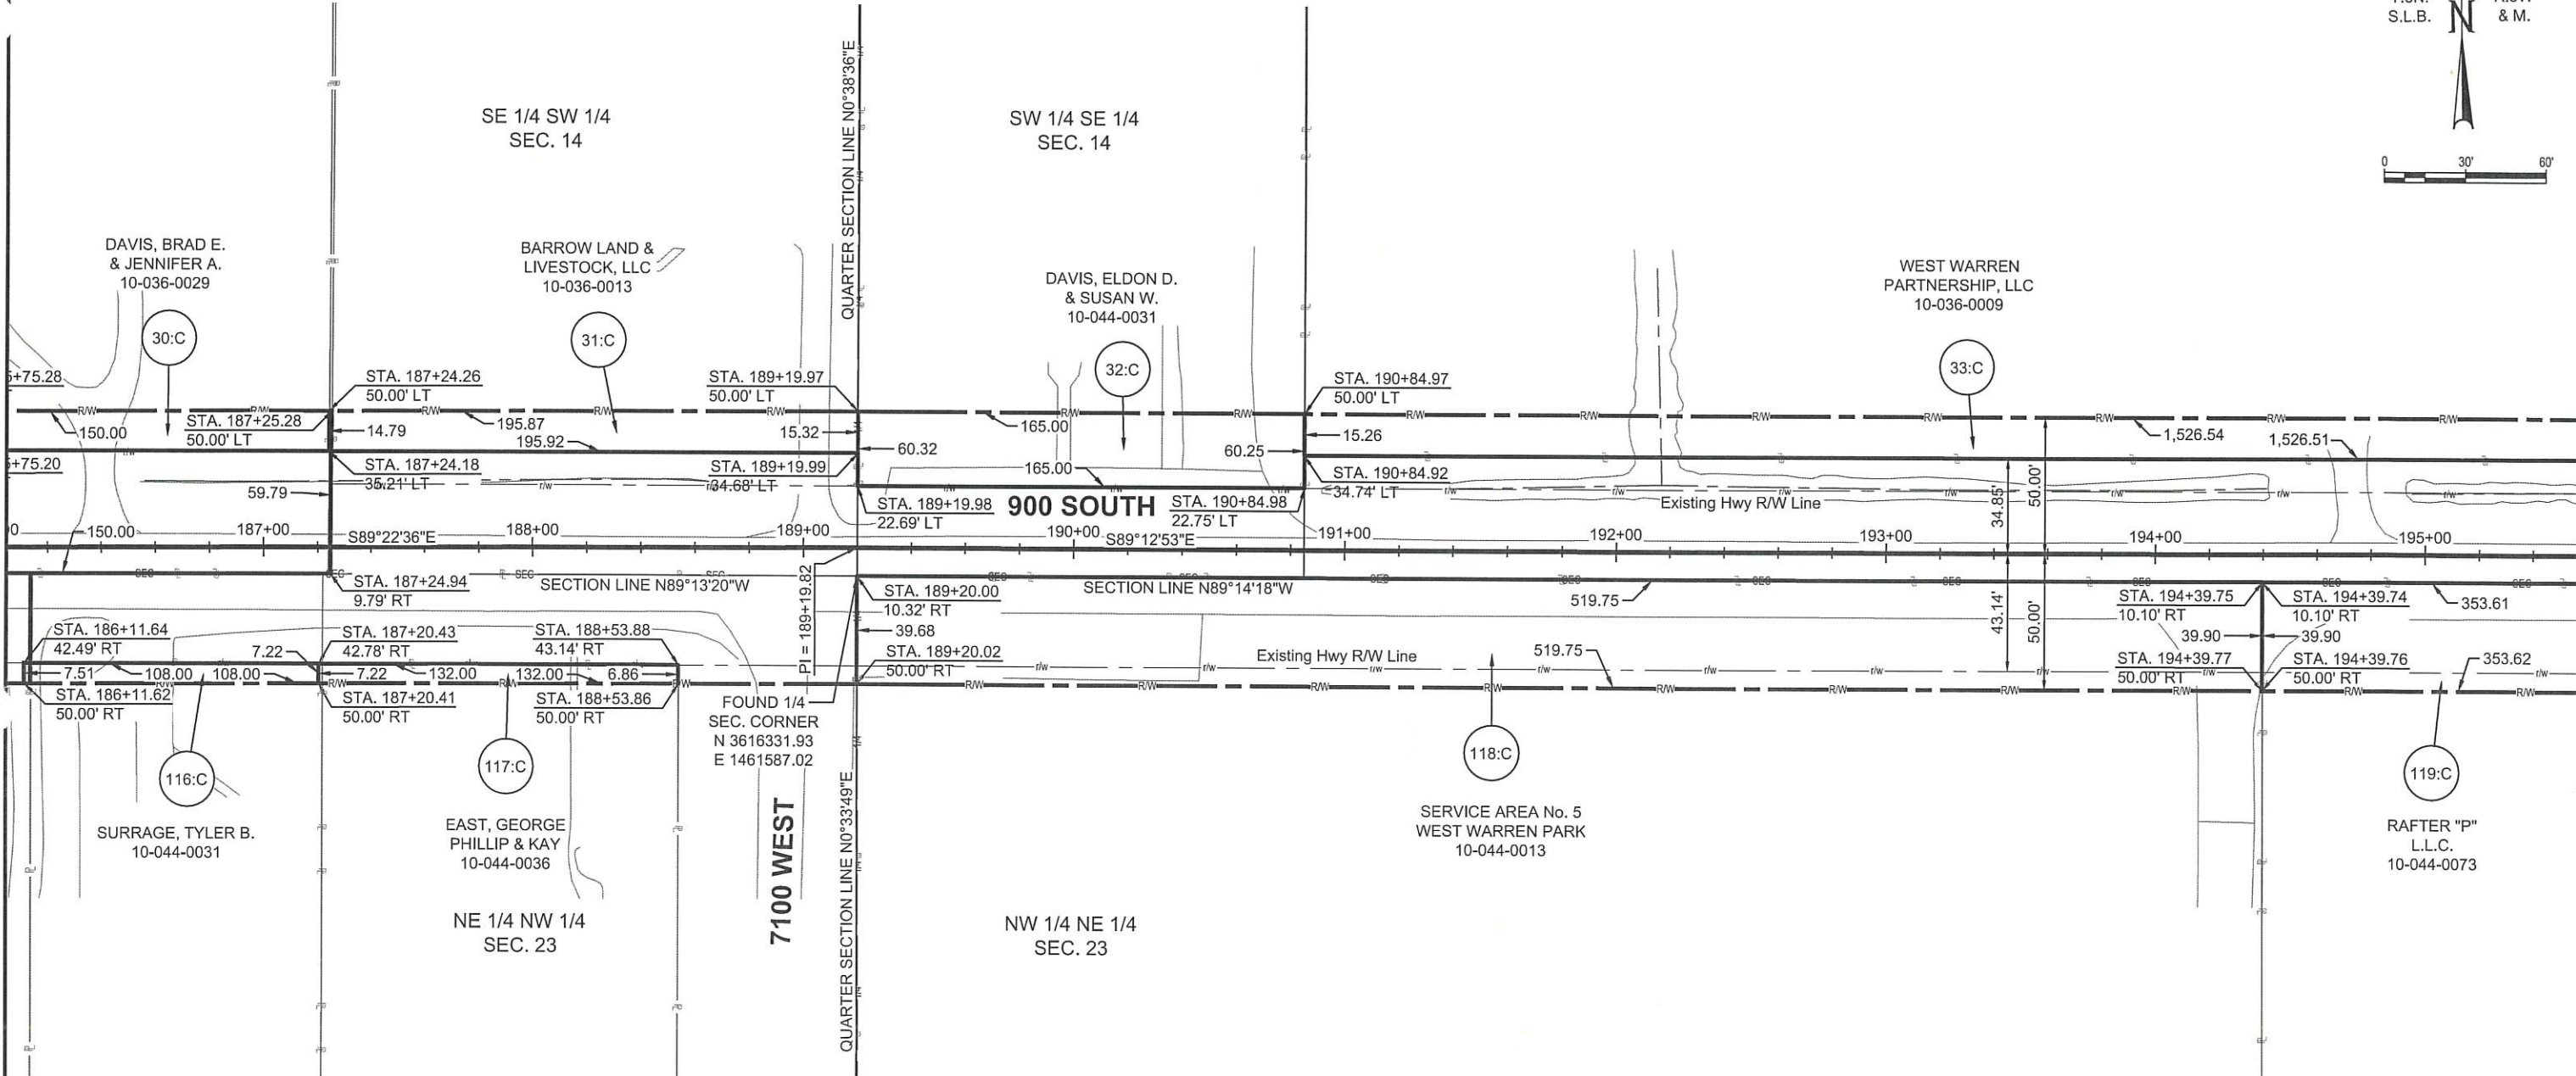 S.L.B. N & M.
0 30' 60'
SE 1/4 SW 1/4
SEC. 14
QUARTER SECTION LINE N0°38'36"E
SW 1/4 SE 1/4
SEC. 14
DAVIS, BRAD E.
& JENNIFER A.
10-036-0029
30:C
BARROW LAND &
LIVESTOCK, LLC
10-036-0013
31:C
DAVIS, ELDON D.
& SUSAN W.
10-044-0031
32:C
WEST WARREN
PARTNERSHIP, LLC
10-036-0009
33:C
+75.28
150.00
STA. 187+25.28
50.00' LT
STA. 187+24.26
50.00' LT
14.79
195.87
195.92
STA. 189+19.97
50.00' LT
15.32
60.32
165.00
165.00
60.25
STA. 190+84.97
50.00' LT
15.26
1,526.54
1,526.51
+75.20
59.79
STA. 187+24.18
35.21' LT
STA. 189+19.99
34.68' LT
STA. 189+19.98
22.69' LT
900 SOUTH
STA. 190+84.98
22.75' LT
STA. 190+84.92
34.74' LT
Existing Hwy R/W Line
34.85'
50.00'
150.00
187+00
S89°22'36"E
188+00
189+00
190+00
S89°12'53"E
191+00
192+00
193+00
194+00
195+00
STA. 187+24.94
9.79' RT
SECTION LINE N89°13'20"W
PI = 189+19.82
STA. 189+20.00
10.32' RT
SECTION LINE N89°14'18"W
519.75
43.14'
50.00'
STA. 194+39.75
10.10' RT
STA. 194+39.74
10.10' RT
353.61
STA. 186+11.64
42.49' RT
7.22
STA. 187+20.43
42.78' RT
STA. 188+53.88
43.14' RT
39.68
39.90
39.90
7.51
108.00
108.00
7.22
132.00
132.00
6.86
STA. 189+20.02
50.00' RT
Existing Hwy R/W Line
519.75
STA. 194+39.77
50.00' RT
STA. 194+39.76
50.00' RT
353.62
STA. 186+11.62
50.00' RT
STA. 187+20.41
50.00' RT
STA. 188+53.86
50.00' RT
FOUND 1/4
SEC. CORNER
N 3616331.93
E 1461587.02
116:C
SURRAGE, TYLER B.
10-044-0031
117:C
EAST, GEORGE
PHILLIP & KAY
10-044-0036
7100 WEST
QUARTER SECTION LINE N0°33'49"E
118:C
SERVICE AREA No. 5
WEST WARREN PARK
10-044-0013
119:C
RAFTER "P"
L.L.C.
10-044-0073
NE 1/4 NW 1/4
SEC. 23
NW 1/4 NE 1/4
SEC. 23